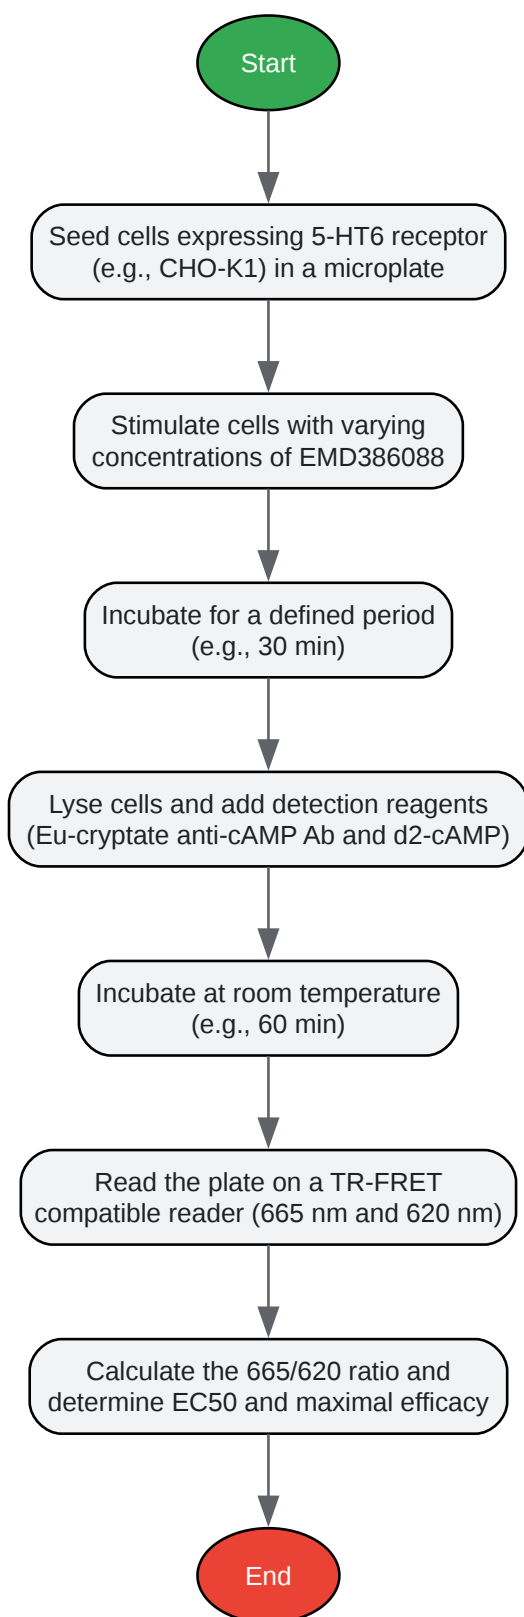 Start
Seed cells expressing 5-HT6 receptor
(e.g., CHO-K1) in a microplate
Stimulate cells with varying
concentrations of EMD386088
Incubate for a defined period
(e.g., 30 min)
Lyse cells and add detection reagents
(Eu-cryptate anti-cAMP Ab and d2-cAMP)
Incubate at room temperature
(e.g., 60 min)
Read the plate on a TR-FRET
compatible reader (665 nm and 620 nm)
Calculate the 665/620 ratio and
determine EC50 and maximal efficacy
End